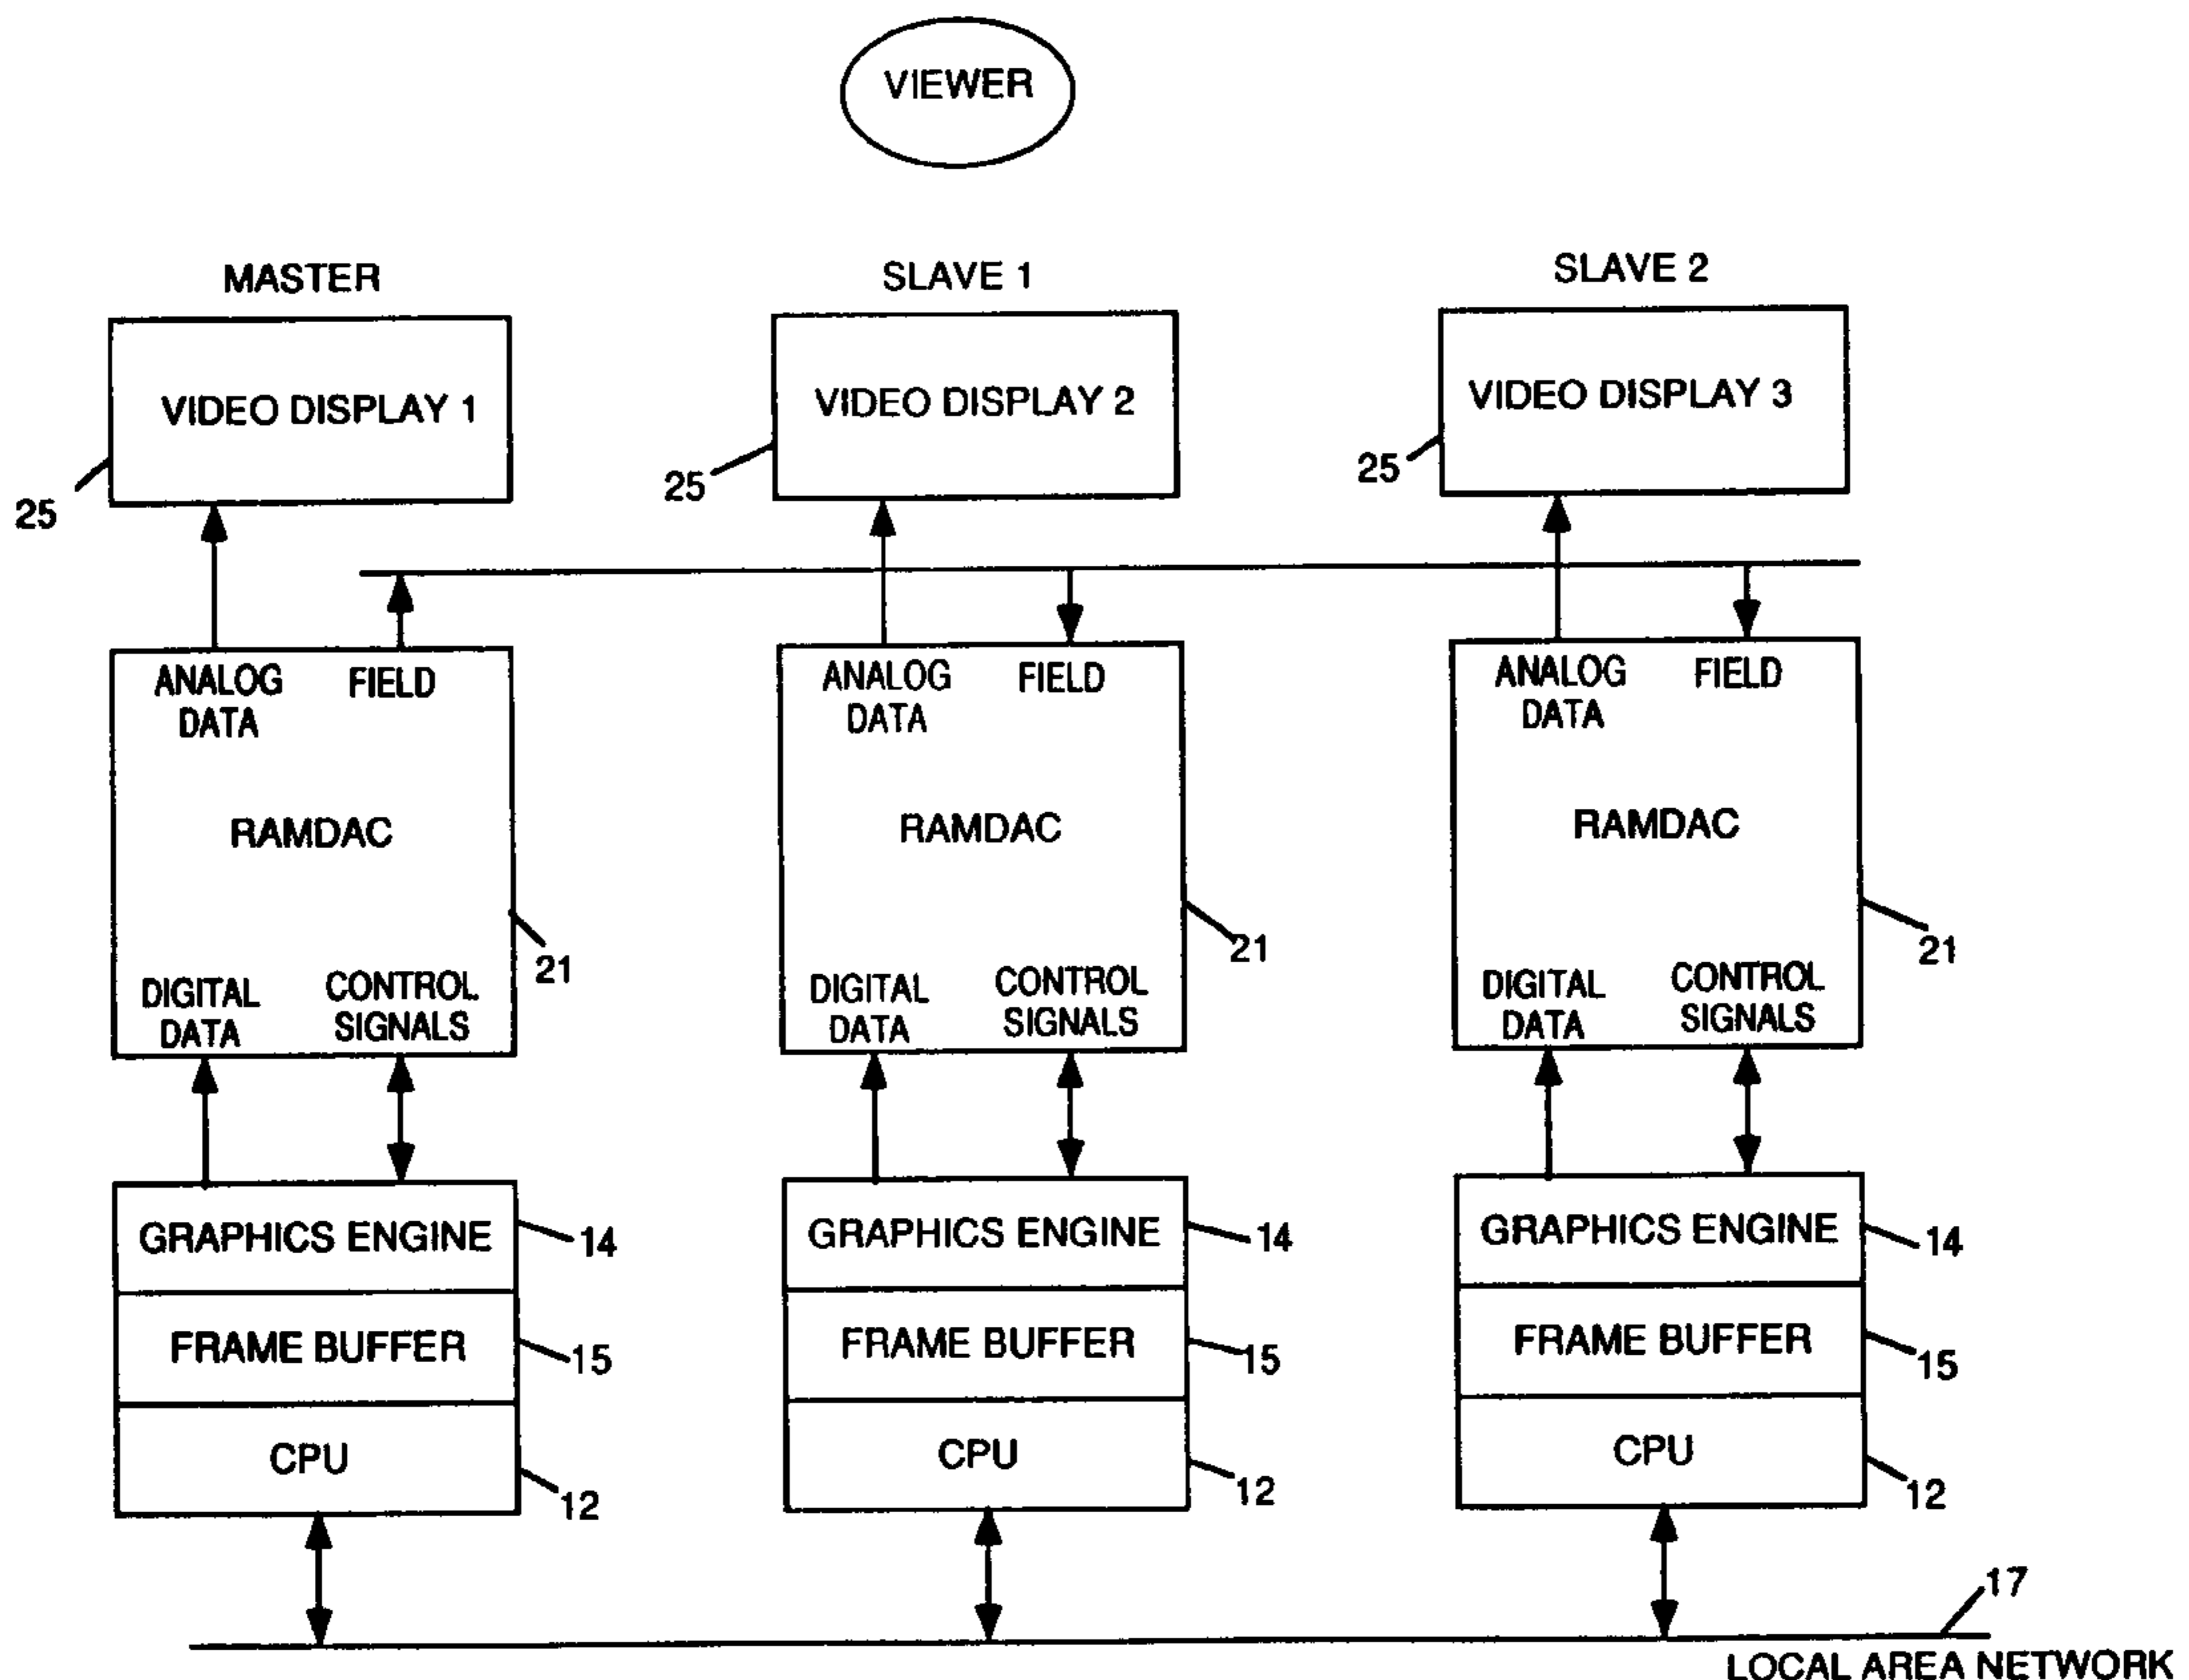 VIEWER
MASTER
SLAVE 1
SLAVE 2
VIDEO DISPLAY 1
VIDEO DISPLAY 2
VIDEO DISPLAY 3
25
25
25
ANALOG
DATA
FIELD
ANALOG
DATA
FIELD
ANALOG
DATA
FIELD
RAMDAC
RAMDAC
RAMDAC
21
21
21
DIGITAL
DATA
CONTROL
SIGNALS
DIGITAL
DATA
CONTROL
SIGNALS
DIGITAL
DATA
CONTROL
SIGNALS
GRAPHICS ENGINE
14
GRAPHICS ENGINE
14
GRAPHICS ENGINE
14
FRAME BUFFER
15
FRAME BUFFER
15
FRAME BUFFER
15
CPU
12
CPU
12
CPU
12
17
LOCAL AREA NETWORK